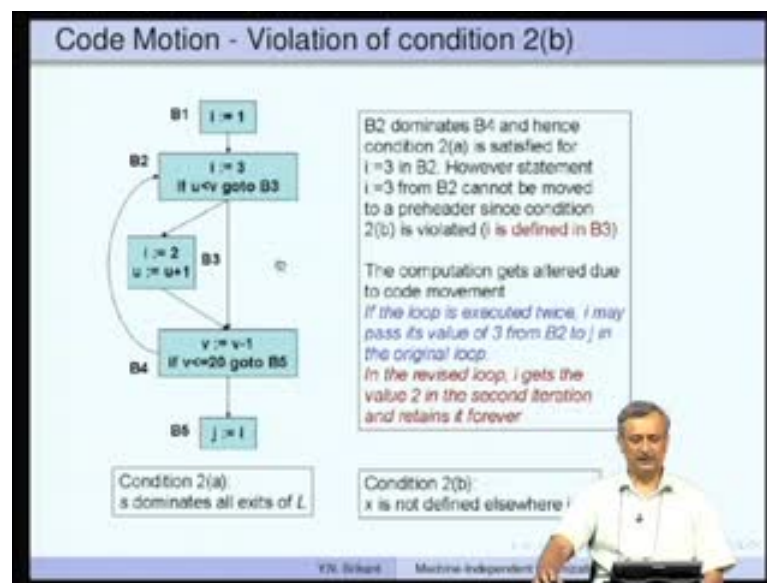 Code Motion - Violation of condition 2(b)
B1
i := 1
B2
i := 3
if u<v goto B3
i := 2
u := u+1
B3
v := v-1
if v<=20 goto B5
B4
B5
j := i
B2 dominates B4 and hence
condition 2(a) is satisfied for
i =3 in B2. However statement
i =3 from B2 cannot be moved
to a preheader since condition
2(b) is violated (i is defined in B3)
The computation gets altered due
to code movement
If the loop is executed twice, i may
pass its value of 3 from B2 to j in
the original loop.
In the revised loop, i gets the
value 2 in the second iteration
and retains it forever
Condition 2(a):
s dominates all exits of L
Condition 2(b):
x is not defined elsewhere
Y.N. Srikant
Machine-Independent